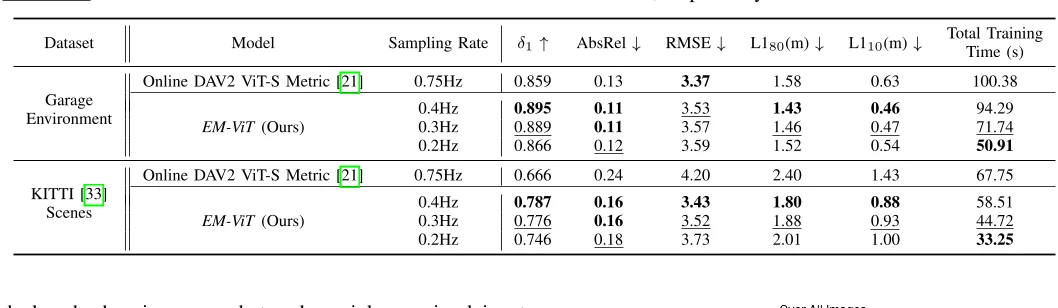 Dataset Model Sampling Rate δ1 ↑ AbsRel ↓ RMSE ↓ L1₈₀(m) ↓ L1₁₀(m) ↓ Total Training Time (s)
Garage Environment
Online DAV2 ViT-S Metric [21] 0.75Hz 0.859 0.13 3.37 1.58 0.63 100.38
EM-ViT (Ours)
0.4Hz 0.895 0.11 3.53 1.43 0.46 94.29
0.3Hz 0.889 0.11 3.57 1.46 0.47 71.74
0.2Hz 0.866 0.12 3.59 1.52 0.54 50.91
KITTI [33] Scenes
Online DAV2 ViT-S Metric [21] 0.75Hz 0.666 0.24 4.20 2.40 1.43 67.75
EM-ViT (Ours)
0.4Hz 0.787 0.16 3.43 1.80 0.88 58.51
0.3Hz 0.776 0.16 3.52 1.88 0.93 44.72
0.2Hz 0.746 0.18 3.73 2.01 1.00 33.25